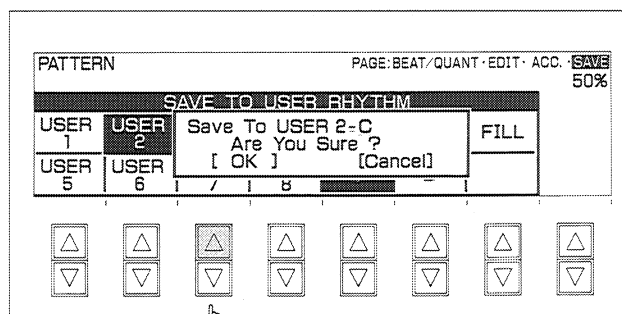 PATTERN PAGE: BEAT/QUANT · EDIT · ACC. · SAVE
50%
SAVE TO USER RHYTHM
USER 1 USER 2 FILL
Save To USER 2-C
Are You Sure ?
[ OK ] [Cancel]
USER 5 USER 6 7 8